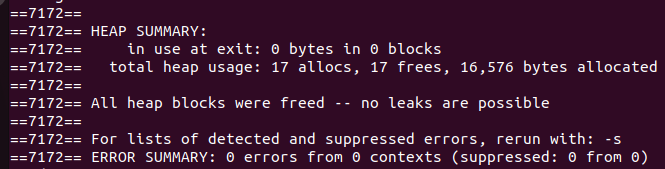 ==7172==
==7172== HEAP SUMMARY:
==7172==     in use at exit: 0 bytes in 0 blocks
==7172==   total heap usage: 17 allocs, 17 frees, 16,576 bytes allocated
==7172==
==7172== All heap blocks were freed -- no leaks are possible
==7172==
==7172== For lists of detected and suppressed errors, rerun with: -s
==7172== ERROR SUMMARY: 0 errors from 0 contexts (suppressed: 0 from 0)